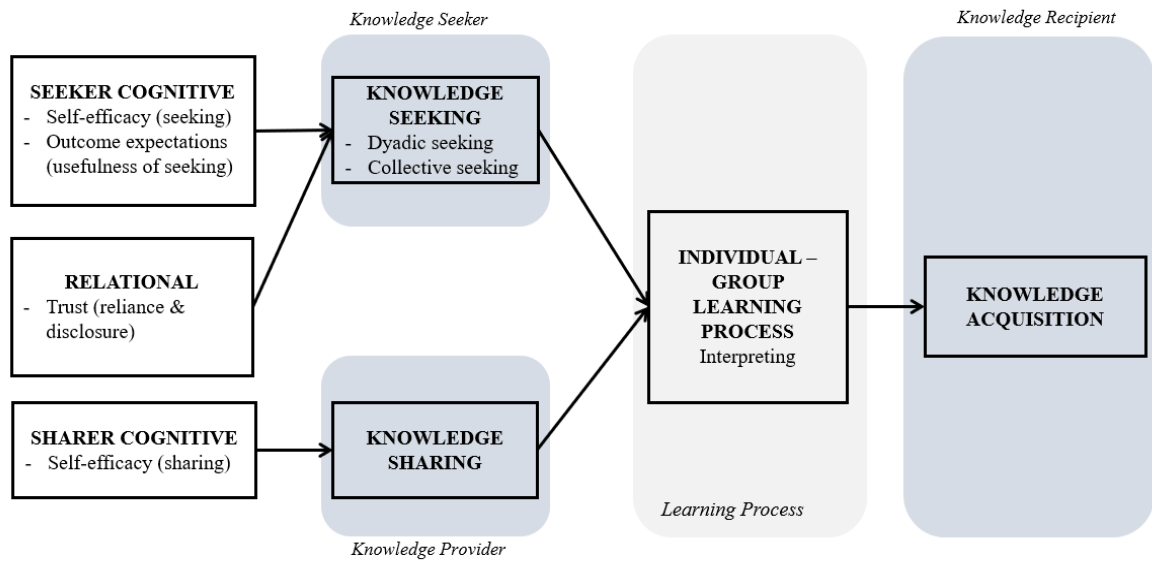 Knowledge Seeker
Knowledge Recipient
SEEKER COGNITIVE
- Self-efficacy (seeking)
- Outcome expectations
(usefulness of seeking)
KNOWLEDGE
SEEKING
- Dyadic seeking
- Collective seeking
RELATIONAL
- Trust (reliance &
disclosure)
INDIVIDUAL –
GROUP
LEARNING
PROCESS
Interpreting
KNOWLEDGE
ACQUISITION
SHARER COGNITIVE
- Self-efficacy (sharing)
KNOWLEDGE
SHARING
Learning Process
Knowledge Provider